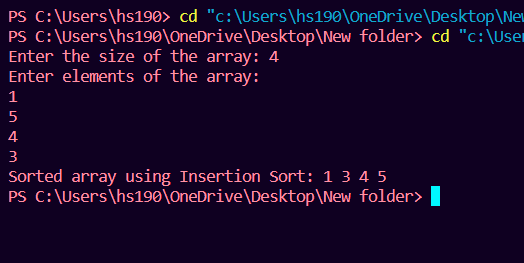 PS C:\Users\hs190> cd "c:\Users\hs190\OneDrive\Desktop\New
PS C:\Users\hs190\OneDrive\Desktop\New folder> cd "c:\User
Enter the size of the array: 4
Enter elements of the array:
1
5
4
3
Sorted array using Insertion Sort: 1 3 4 5
PS C:\Users\hs190\OneDrive\Desktop\New folder>